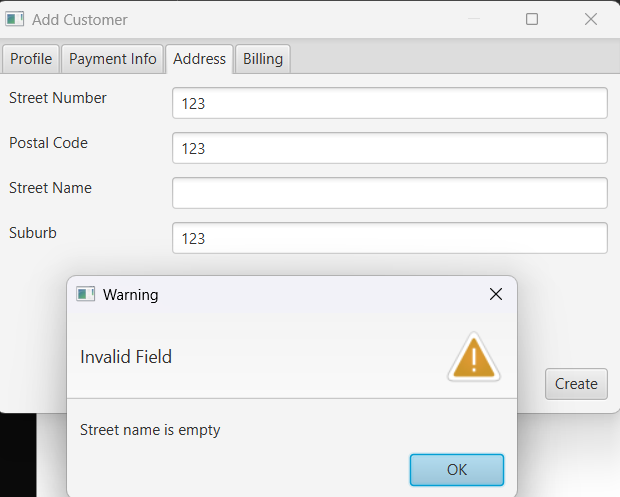 Add Customer
Profile Payment Info Address Billing
Street Number 123
Postal Code 123
Street Name
Suburb 123
Warning
Invalid Field
Create
Street name is empty
OK